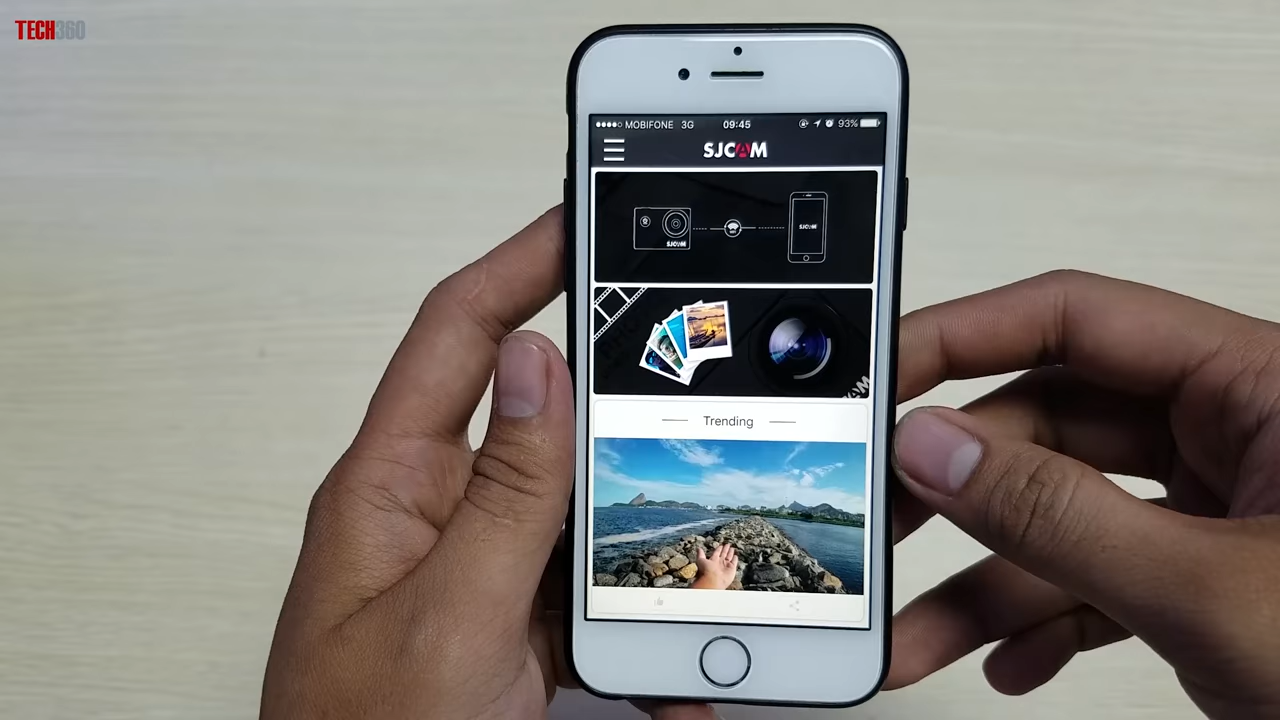 TECH360
MOBIFONE 3G 09:45 93%
SJCAM
SJCAM
SJCAM
Trending